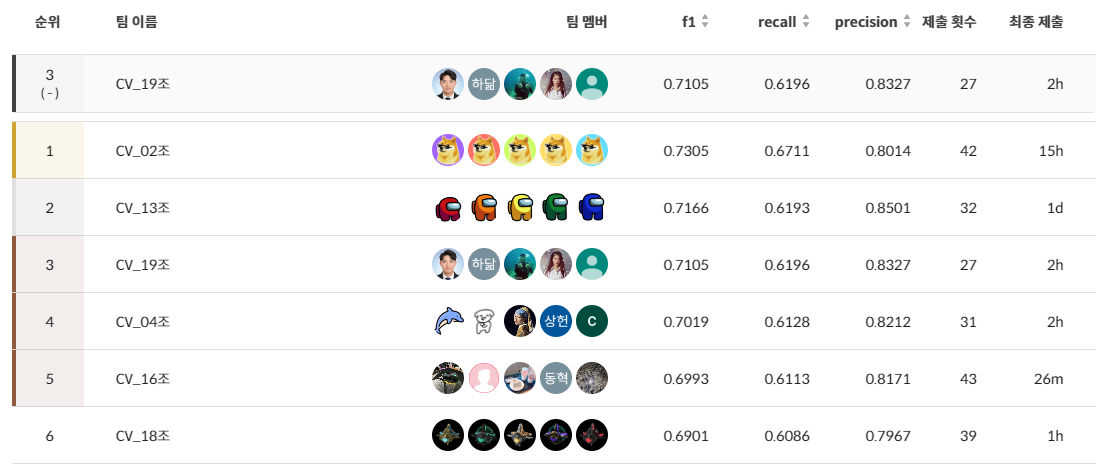 순위 팀 이름 팀 멤버 f1 recall precision 제출 횟수 최종 제출
3 (-) CV_19조 하닮 0.7105 0.6196 0.8327 27 2h
1 CV_02조 0.7305 0.6711 0.8014 42 15h
2 CV_13조 0.7166 0.6193 0.8501 32 1d
3 CV_19조 하닮 0.7105 0.6196 0.8327 27 2h
4 CV_04조 상헌 C 0.7019 0.6128 0.8212 31 2h
5 CV_16조 동혁 0.6993 0.6113 0.8171 43 26m
6 CV_18조 0.6901 0.6086 0.7967 39 1h